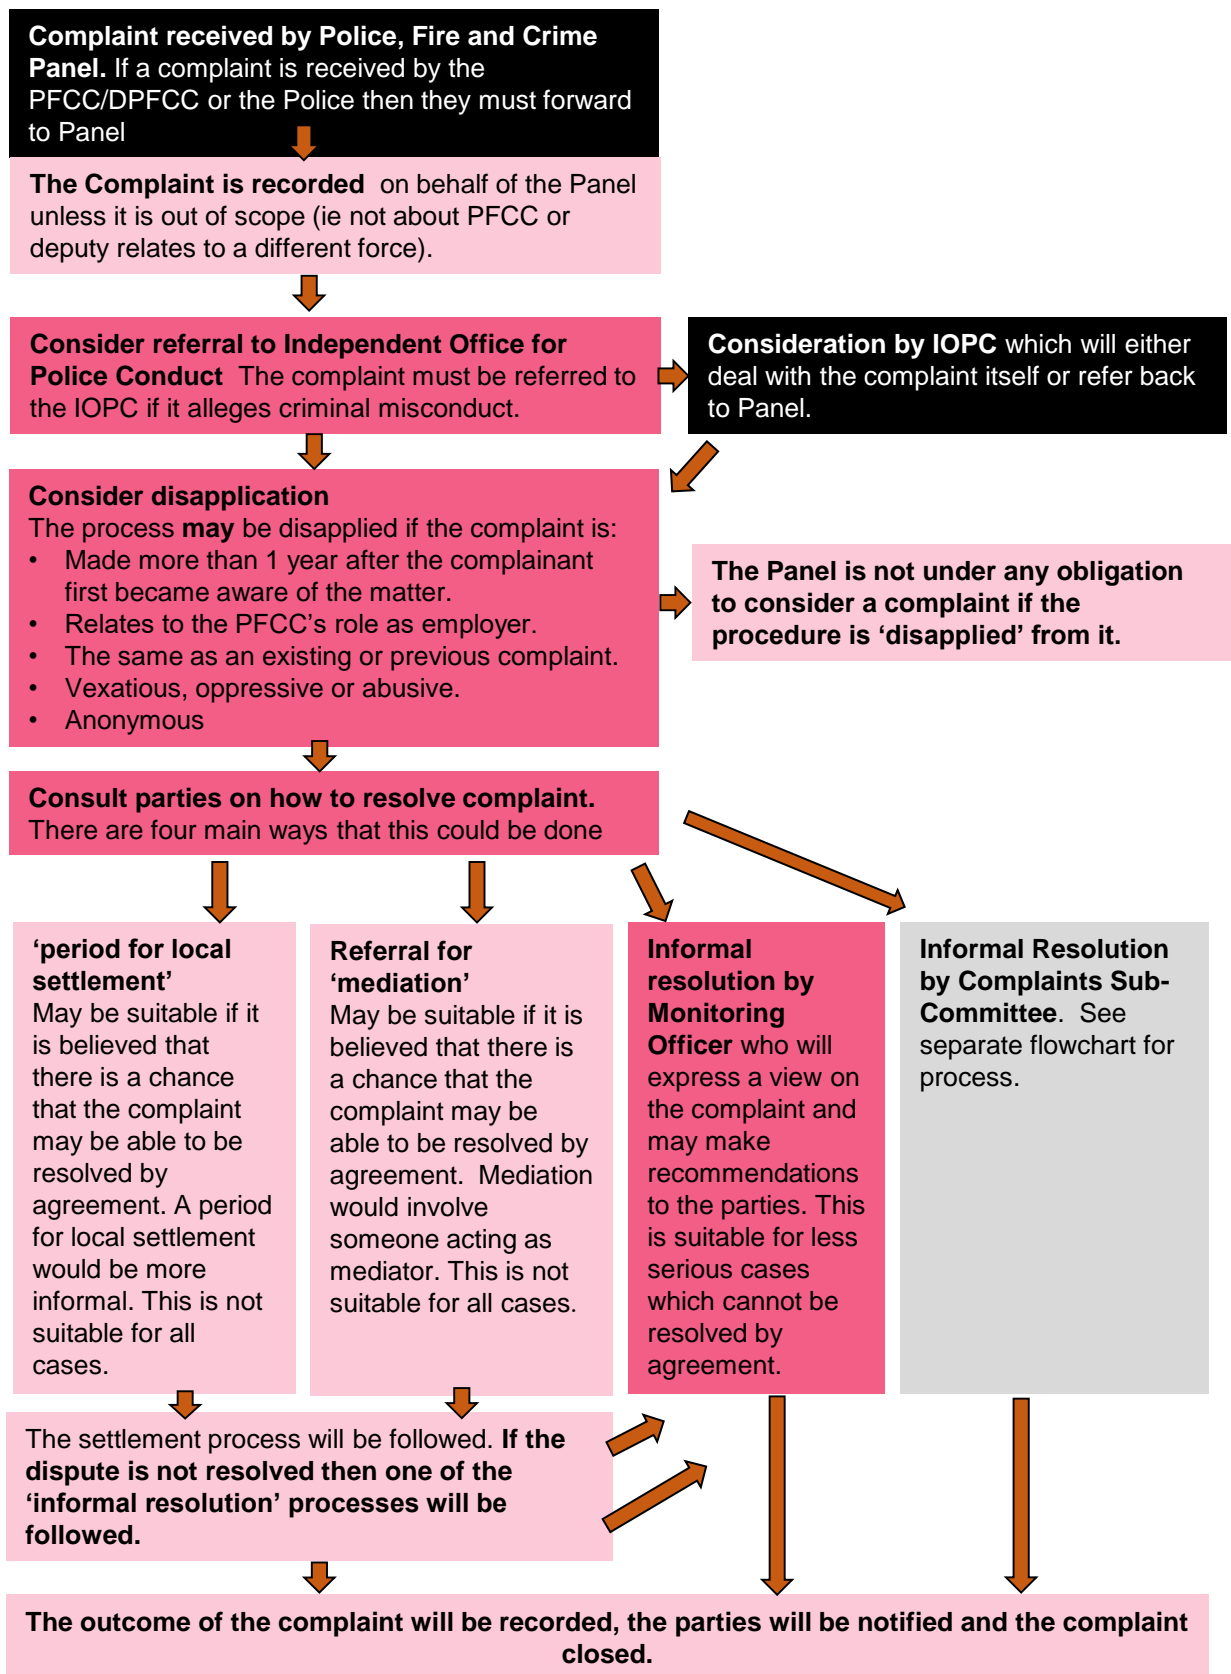 Complaint received by Police, Fire and Crime
Panel. If a complaint is received by the
PFCC/DPFCC or the Police then they must forward
to Panel
The Complaint is recorded on behalf of the Panel
unless it is out of scope (ie not about PFCC or
deputy relates to a different force).
Consider referral to Independent Office for
Police Conduct The complaint must be referred to
the IOPC if it alleges criminal misconduct.
Consideration by IOPC which will either
deal with the complaint itself or refer back
to Panel.
Consider disapplication
The process may be disapplied if the complaint is:
• Made more than 1 year after the complainant
first became aware of the matter.
• Relates to the PFCC's role as employer.
• The same as an existing or previous complaint.
• Vexatious, oppressive or abusive.
• Anonymous
The Panel is not under any obligation
to consider a complaint if the
procedure is ‘disapplied’ from it.
Consult parties on how to resolve complaint.
There are four main ways that this could be done
‘period for local
settlement’
May be suitable if it
is believed that
there is a chance
that the complaint
may be able to be
resolved by
agreement. A period
for local settlement
would be more
informal. This is not
suitable for all
cases.
Referral for
‘mediation’
May be suitable if it is
believed that there is
a chance that the
complaint may be
able to be resolved by
agreement. Mediation
would involve
someone acting as
mediator. This is not
suitable for all cases.
Informal
resolution by
Monitoring
Officer who will
express a view on
the complaint and
may make
recommendations
to the parties. This
is suitable for less
serious cases
which cannot be
resolved by
agreement.
Informal Resolution
by Complaints Sub-
Committee. See
separate flowchart for
process.
The settlement process will be followed. If the
dispute is not resolved then one of the
‘informal resolution’ processes will be
followed.
The outcome of the complaint will be recorded, the parties will be notified and the complaint
closed.